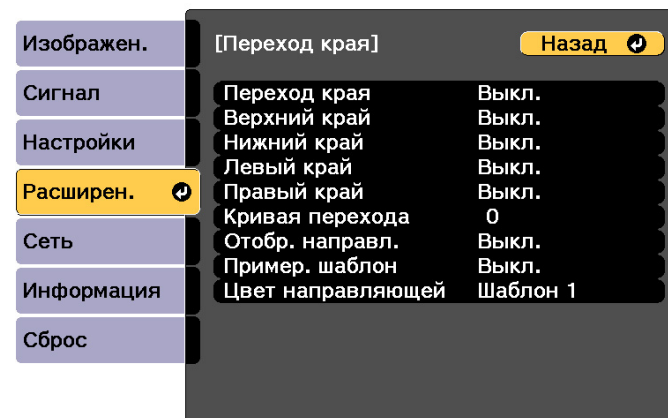 Изображен.
Сигнал
Настройки
Расширен.
Сеть
Информация
Сброс
[Переход края] Назад
Переход края Выкл.
Верхний край Выкл.
Нижний край Выкл.
Левый край Выкл.
Правый край Выкл.
Кривая перехода 0
Отобр. направл. Выкл.
Пример. шаблон Выкл.
Цвет направляющей Шаблон 1